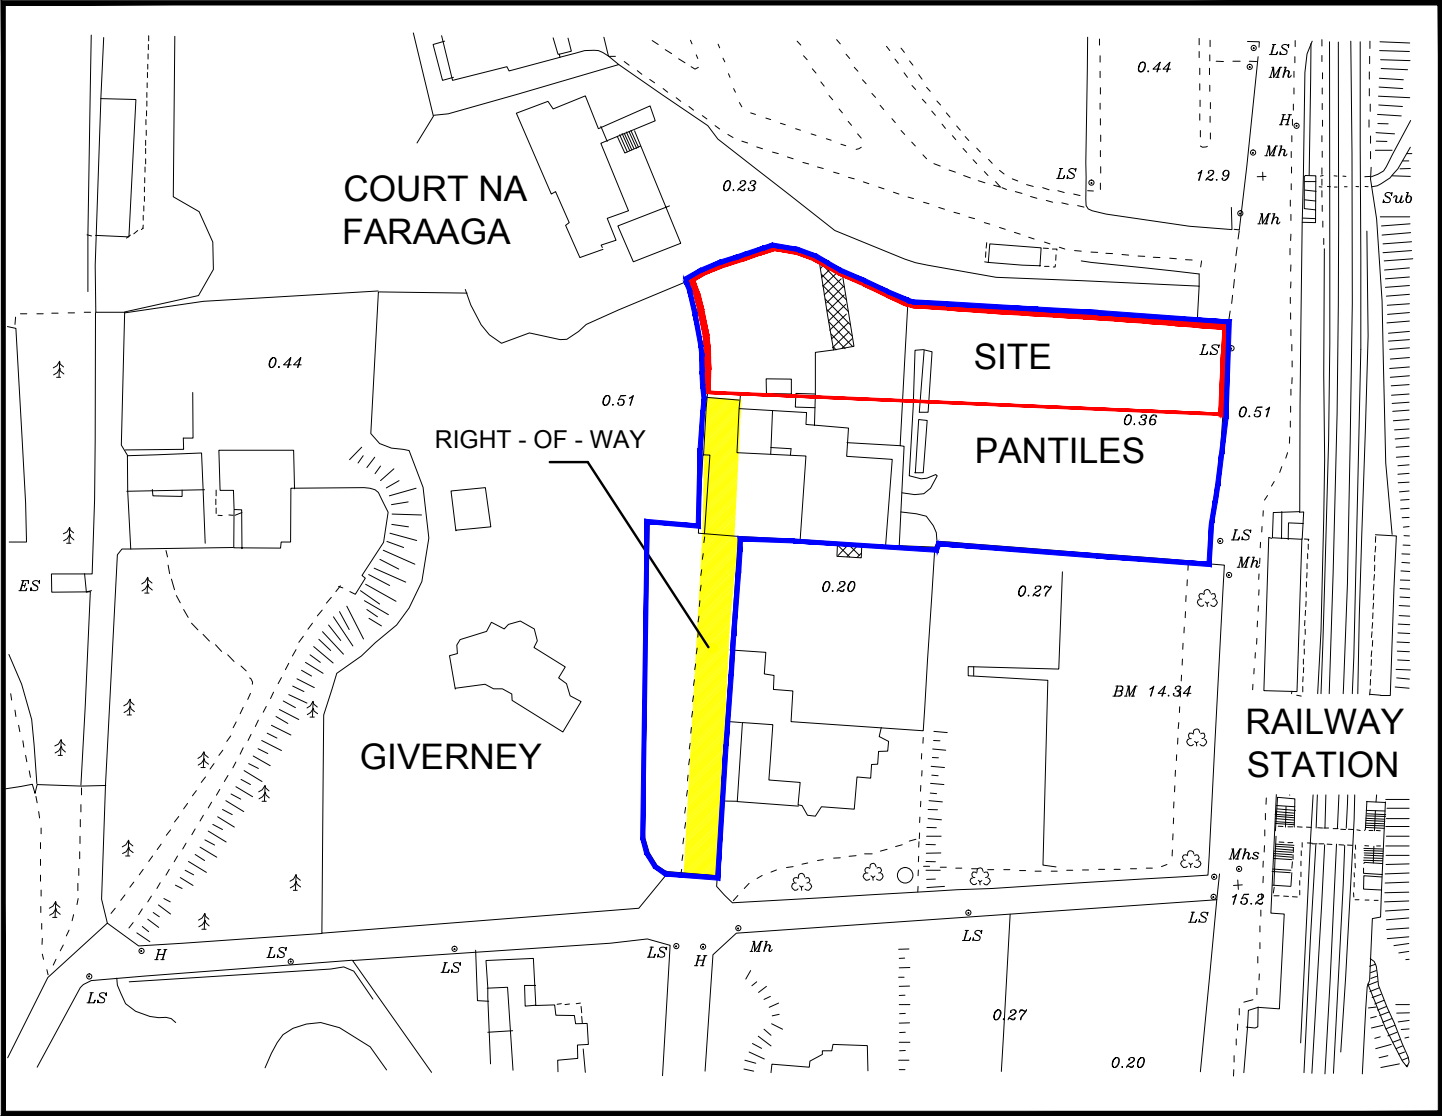 LS
0.44
Mh
H
Mh
COURT NA
FARAAGA
0.23
LS
12.9
Sub
Mh
SITE
LS
0.44
0.51
0.51
0.36
RIGHT - OF - WAY
PANTILES
LS
Mh
ES
0.20
0.27
BM 14.34
RAILWAY
STATION
GIVERNEY
Mhs
15.2
LS
LS
H
LS
LS
LS
H
Mh
LS
LS
0.27
0.20